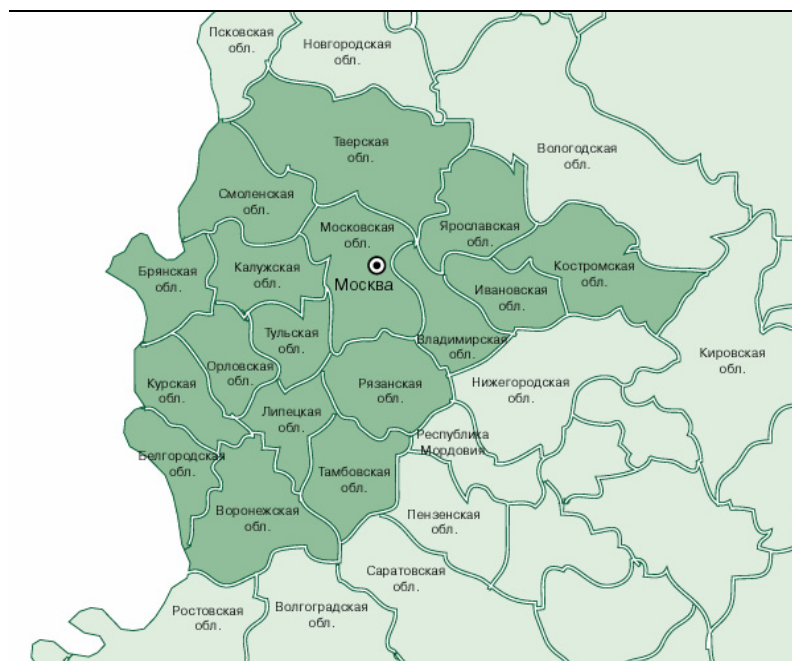 Псковская
обл.
Новгородская
обл.
Тверская
обл.
Вологодская
обл.
Смоленская
обл.
Московская
обл.
Ярославская
обл.
Брянская
обл.
Калужская
обл.
Москва
Ивановская
обл.
Костромская
обл.
Тульская
обл.
Владимирская
обл.
Кировская
обл.
Курская
обл.
Орловская
обл.
Рязанская
обл.
Нижегородская
обл.
Липецкая
обл.
Республика
Мордовия
Белгородская
обл.
Тамбовская
обл.
Воронежская
обл.
Пензенская
обл.
Саратовская
обл.
Ростовская
обл.
Волгоградская
обл.